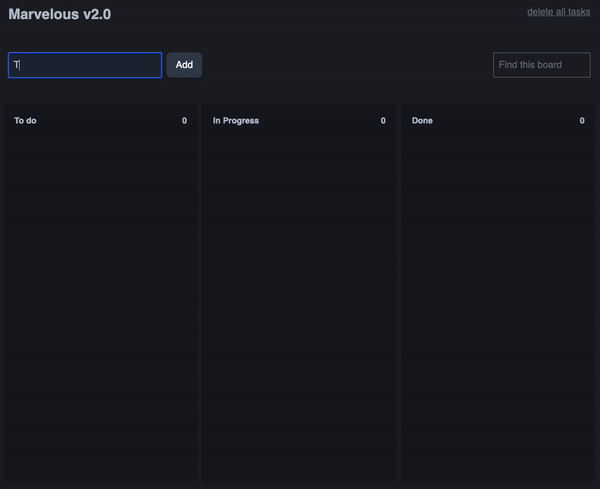 Marvelous v2.0
delete all tasks
T
Add
Find this board
To do 0
In Progress 0
Done 0